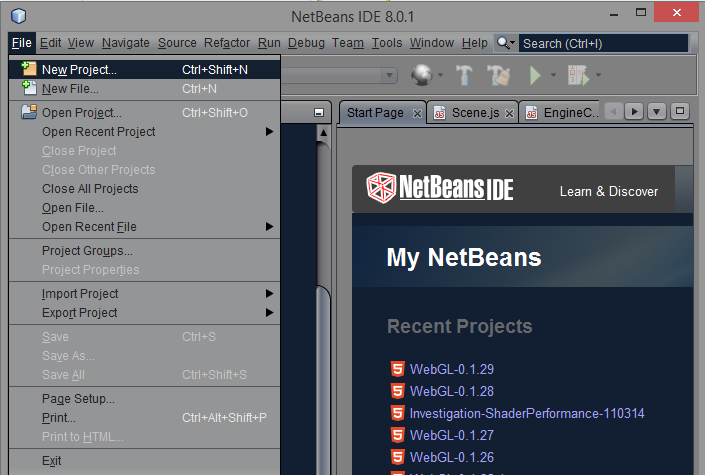 NetBeans IDE 8.0.1
File Edit View Navigate Source Refactor Run Debug Team Tools Window Help Search (Ctrl+I)
New Project... Ctrl+Shift+N
New File... Ctrl+N
Open Project... Ctrl+Shift+O
Open Recent Project
Close Project
Close Other Projects
Close All Projects
Open File...
Open Recent File
Project Groups...
Project Properties
Import Project
Export Project
Save Ctrl+S
Save As...
Save All Ctrl+Shift+S
Page Setup...
Print... Ctrl+Alt+Shift+P
Print to HTML...
Exit
Start Page Scene.js EngineC...
NetBeans IDE Learn & Discover
My NetBeans
Recent Projects
WebGL-0.1.29
WebGL-0.1.28
Investigation-ShaderPerformance-110314
WebGL-0.1.27
WebGL-0.1.26